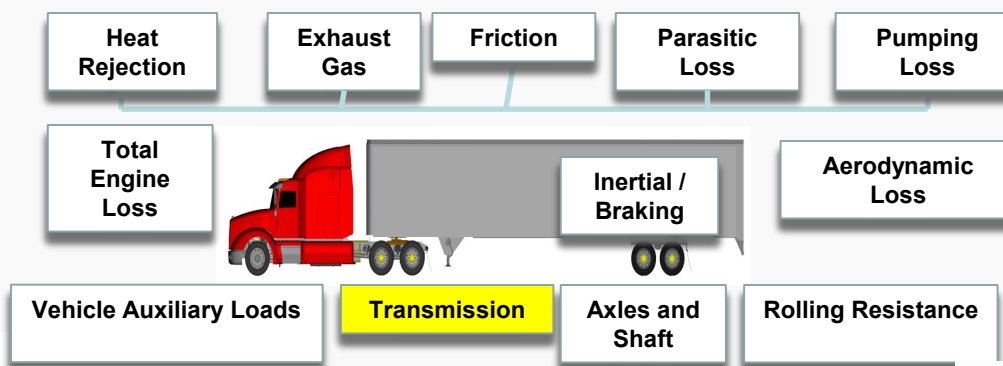 Heat
Rejection
Exhaust
Gas
Friction
Parasitic
Loss
Pumping
Loss
Total
Engine
Loss
Inertial /
Braking
Aerodynamic
Loss
Vehicle Auxiliary Loads
Transmission
Axles and
Shaft
Rolling Resistance